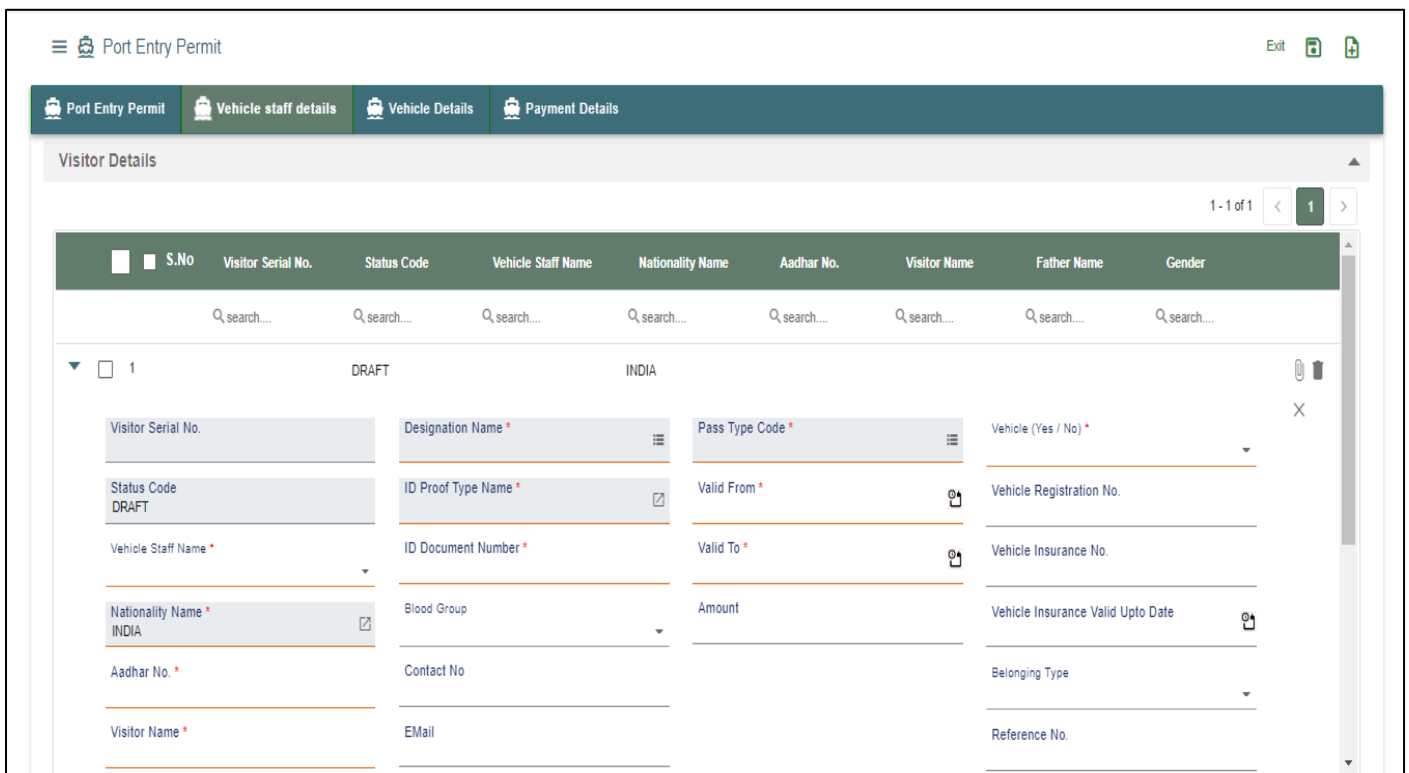 Port Entry Permit
Exit
Port Entry Permit Vehicle staff details Vehicle Details Payment Details
Visitor Details
1 - 1 of 1 < 1 >
S.No Visitor Serial No. Status Code Vehicle Staff Name Nationality Name Aadhar No. Visitor Name Father Name Gender
search.... search.... search.... search.... search.... search.... search.... search....
1 DRAFT INDIA
X
Visitor Serial No. Designation Name * Pass Type Code * Vehicle (Yes / No) *
Status Code ID Proof Type Name * Valid From * Vehicle Registration No.
DRAFT
Vehicle Staff Name * ID Document Number * Valid To * Vehicle Insurance No.
Nationality Name * Blood Group Amount Vehicle Insurance Valid Upto Date
INDIA
Aadhar No. * Contact No Belonging Type
Visitor Name * EMail Reference No.